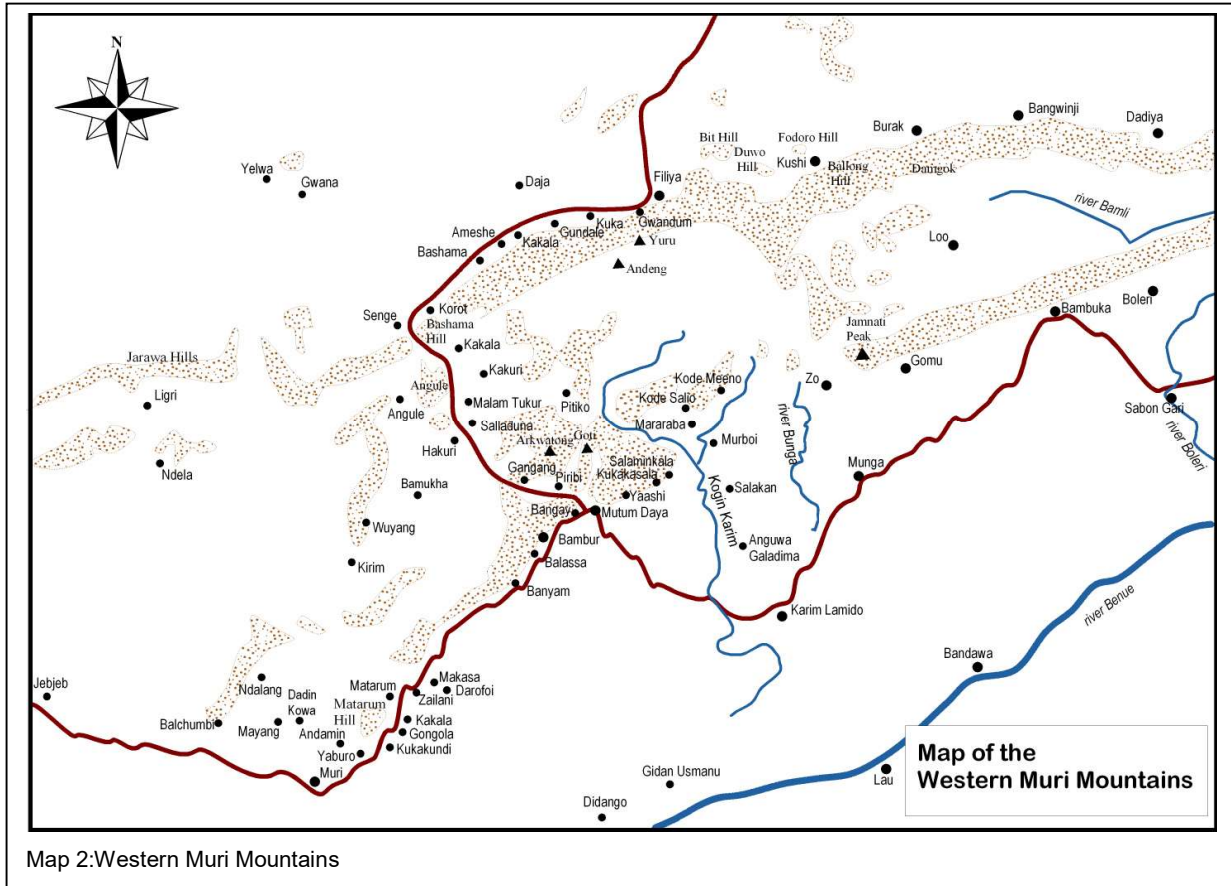 N
Bangwinji
Burak
Dadiya
Bit Hill
Fodoro Hill
Duwo
Hill
Kushi
Ballong
Hill
Daŋgok
Yelwa
Gwana
Daja
Filiya
river Bamli
Kuka
Gwandum
Gundale
Ameshe
Kakala
Yuru
Loo
Bashama
Andeng
Boleri
Korot
Bambuka
Senge
Bashama
Hill
Jamnati
Peak
Jarawa Hills
Kakala
Gomu
Kakuri
Kode Meeno
Zo
Ligri
Angule
Angule
Malam Tukur
Pitiko
Kode Salio
Sabon Gari
Salladuna
Mararaba
river Bunga
river Boleri
Hakuri
Arkwatong
Goti
Murboi
Ndela
Gangang
Salaminkala
Kukakasala
Munga
Bamukha
Piribi
Yaashi
Salakan
Kogin Karim
Bangayi
Mutum Daya
Wuyang
Bambur
Anguwa
Galadima
Kirim
Balassa
Banyam
Karim Lamido
river Benue
Bandawa
Ndalang
Makasa
Jebjeb
Matarum
Zailani
Darofoi
Dadin
Kowa
Matarum
Hill
Balchumbi
Mayang
Kakala
Andamin
Gongola
Yaburo
Kukakundi
Muri
Gidan Usmanu
Lau
Didango
Map of the
Western Muri Mountains
Map 2:Western Muri Mountains